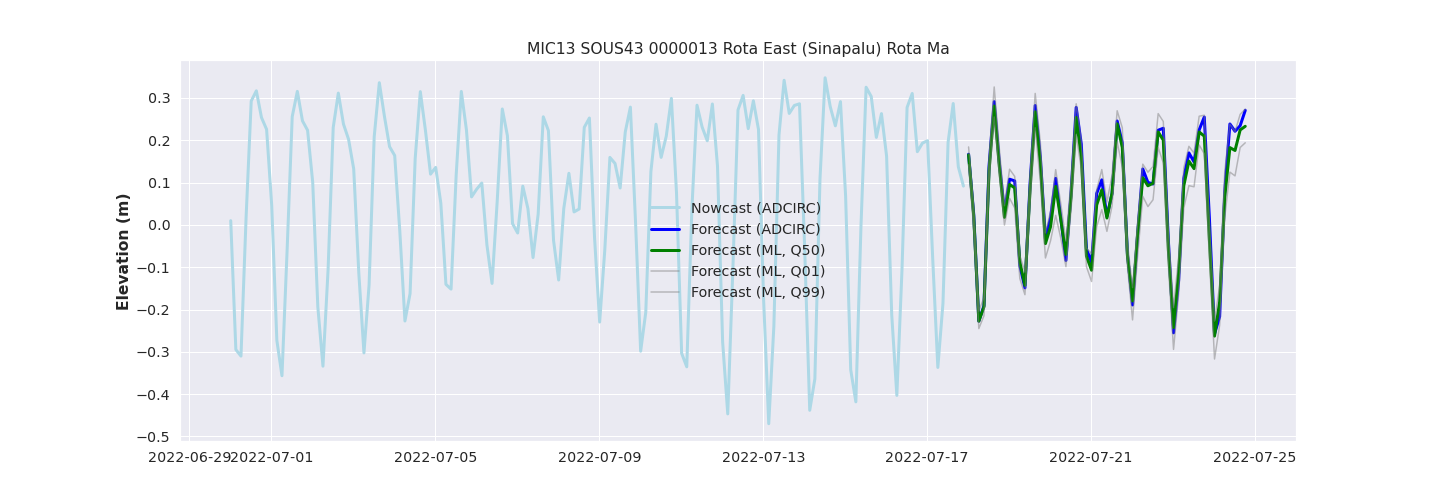 MIC13 SOUS43 0000013 Rota East (Sinapalu) Rota Ma
Elevation (m)
0.3
0.2
0.1
0.0
−0.1
−0.2
−0.3
−0.4
−0.5
Nowcast (ADCIRC)
Forecast (ADCIRC)
Forecast (ML, Q50)
Forecast (ML, Q01)
Forecast (ML, Q99)
2022-06-29 2022-07-01 2022-07-05 2022-07-09 2022-07-13 2022-07-17 2022-07-21 2022-07-25